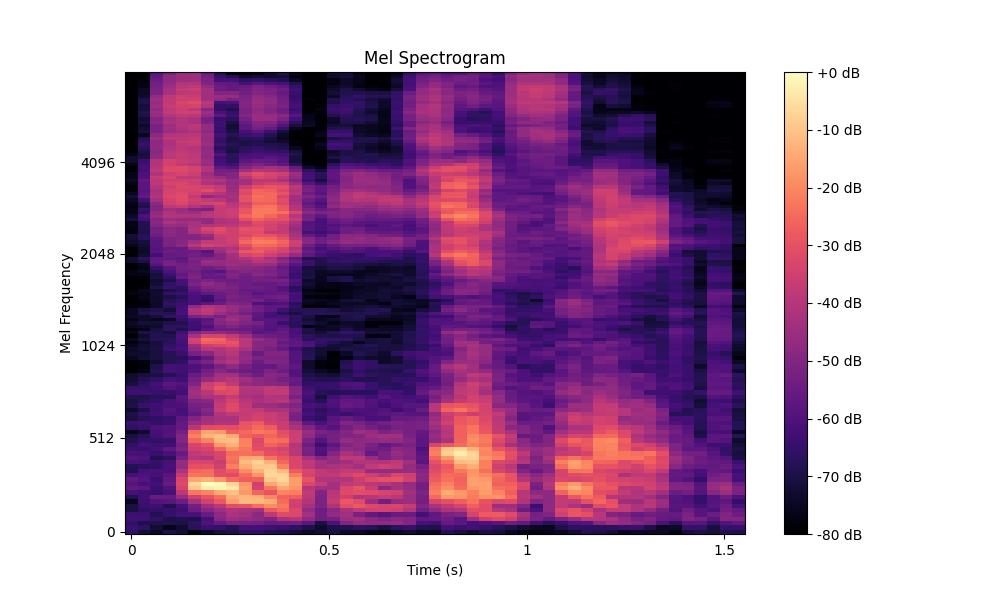 Mel Spectrogram
Mel Frequency
4096
2048
1024
512
0
0
0.5
1
1.5
Time (s)
+0 dB
-10 dB
-20 dB
-30 dB
-40 dB
-50 dB
-60 dB
-70 dB
-80 dB